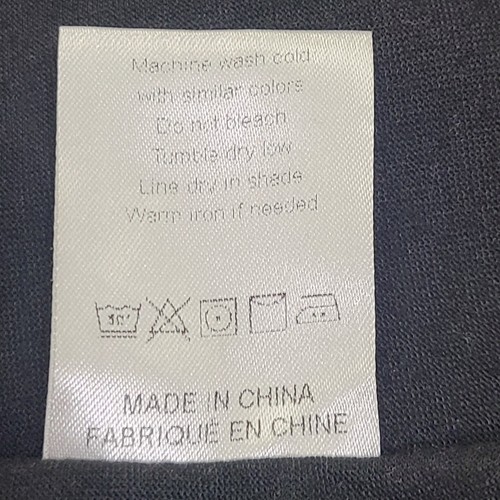 Machine wash cold
with similar colors
Do not bleach
Tumble dry low
Line dry in shade
Warm iron if needed
30°
MADE IN CHINA
FABRIQUÉ EN CHINE